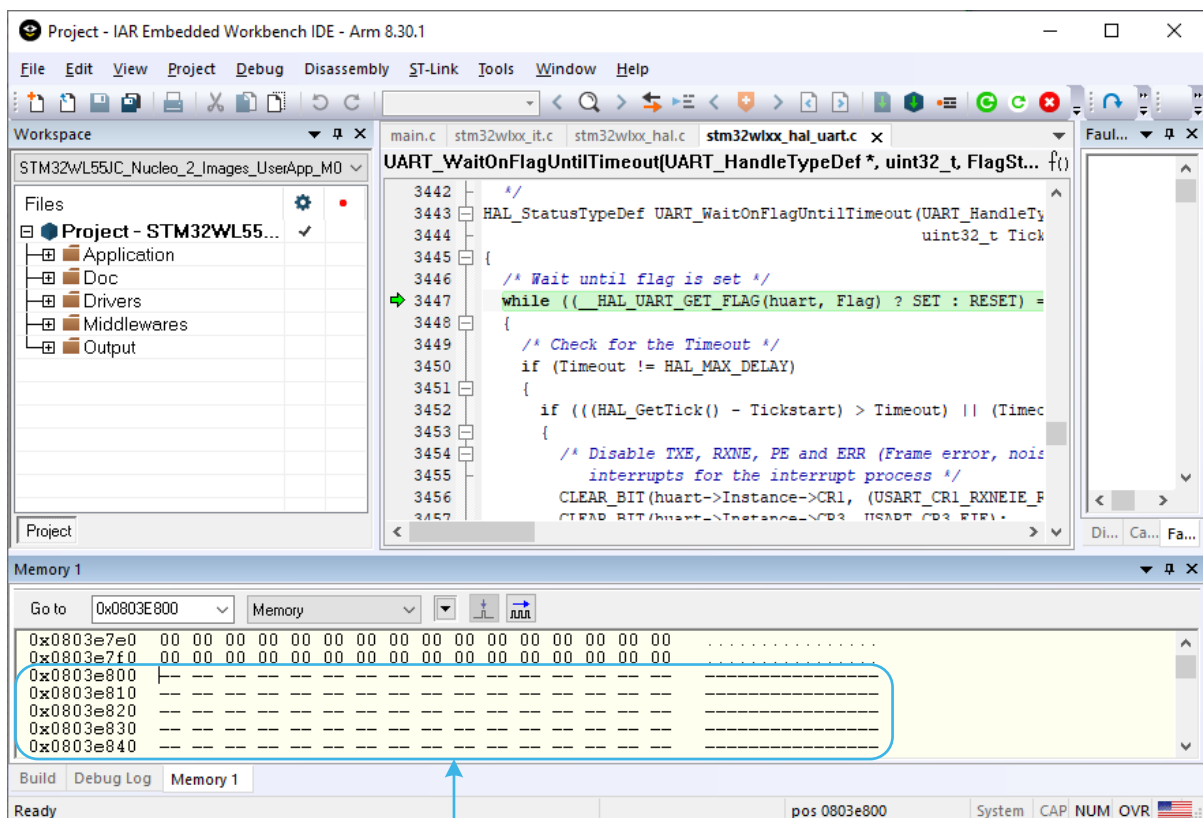 Project - IAR Embedded Workbench IDE - Arm 8.30.1
File Edit View Project Debug Disassembly ST-Link Tools Window Help
Workspace
STM32WL55JC_Nucleo_2_Images_UserApp_M0
Files
Project - STM32WL55...
Application
Doc
Drivers
Middlewares
Output
Project
main.c stm32wlxx_it.c stm32wlxx_hal.c stm32wlxx_hal_uart.c
UART_WaitOnFlagUntilTimeout(UART_HandleTypeDef *, uint32_t, FlagSt... f()
3442 */
3443 HAL_StatusTypeDef UART_WaitOnFlagUntilTimeout(UART_HandleTy
3444 uint32_t Tick
3445 {
3446 /* Wait until flag is set */
3447 while ((__HAL_UART_GET_FLAG(huart, Flag) ? SET : RESET) =
3448 {
3449 /* Check for the Timeout */
3450 if (Timeout != HAL_MAX_DELAY)
3451 {
3452 if (((HAL_GetTick() - Tickstart) > Timeout) || (Timeo
3453 {
3454 /* Disable TXE, RXNE, PE and ERR (Frame error, nois
3455 interrupts for the interrupt process */
3456 CLEAR_BIT(huart->Instance->CR1, (USART_CR1_RXNEIE_F
3457 CLEAR_BIT(huart->Instance->CR3, USART_CR3_EIE);
Faul...
Di... Ca... Fa...
Memory 1
Go to 0x0803E800 Memory
0x0803e7e0 00 00 00 00 00 00 00 00 00 00 00 00 00 00 00 00 ................
0x0803e7f0 00 00 00 00 00 00 00 00 00 00 00 00 00 00 00 00 ................
0x0803e800 -- -- -- -- -- -- -- -- -- -- -- -- -- -- -- -- ----------------
0x0803e810 -- -- -- -- -- -- -- -- -- -- -- -- -- -- -- -- ----------------
0x0803e820 -- -- -- -- -- -- -- -- -- -- -- -- -- -- -- -- ----------------
0x0803e830 -- -- -- -- -- -- -- -- -- -- -- -- -- -- -- -- ----------------
0x0803e840 -- -- -- -- -- -- -- -- -- -- -- -- -- -- -- -- ----------------
Build Debug Log Memory 1
Ready pos 0803e800 System CAP NUM OVR